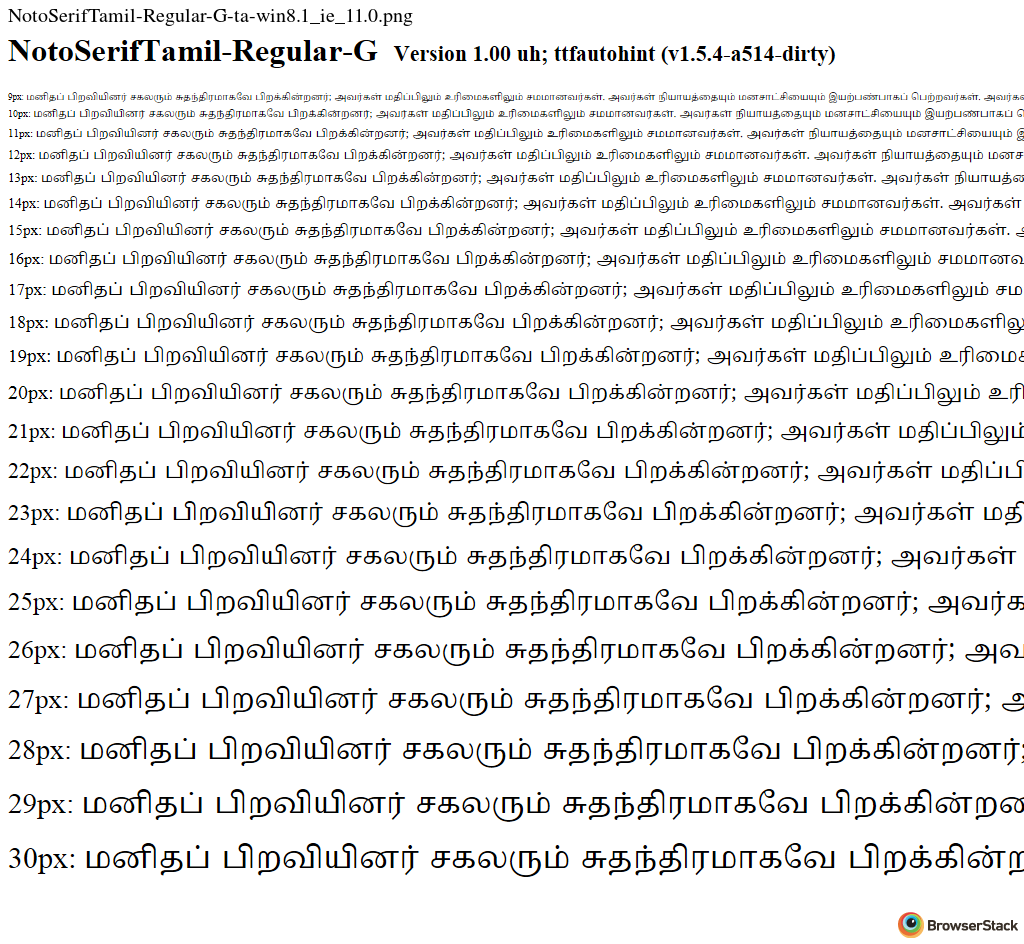 NotoSerifTamil-Regular-G-ta-win8.1_ie_11.0.png
NotoSerifTamil-Regular-G Version 1.00 uh; ttfautohint (v1.5.4-a514-dirty)
9px: மனிதப் பிறவியினர் சகலரும் சுதந்திரமாகவே பிறக்கின்றனர்; அவர்கள் மதிப்பிலும் உரிமைகளிலும் சமமானவர்கள். அவர்கள் நியாயத்தையும் மனசாட்சியையும் இயற்பண்பாகப் பெற்றவர்கள்.
10px: மனிதப் பிறவியினர் சகலரும் சுதந்திரமாகவே பிறக்கின்றனர்; அவர்கள் மதிப்பிலும் உரிமைகளிலும் சமமானவர்கள். அவர்கள் நியாயத்தையும் மனசாட்சியையும் இயற்பண்பாகப்
11px: மனிதப் பிறவியினர் சகலரும் சுதந்திரமாகவே பிறக்கின்றனர்; அவர்கள் மதிப்பிலும் உரிமைகளிலும் சமமானவர்கள். அவர்கள் நியாயத்தையும் மனசாட்சியையும்
12px: மனிதப் பிறவியினர் சகலரும் சுதந்திரமாகவே பிறக்கின்றனர்; அவர்கள் மதிப்பிலும் உரிமைகளிலும் சமமானவர்கள். அவர்கள் நியாயத்தையும் மனச
13px: மனிதப் பிறவியினர் சகலரும் சுதந்திரமாகவே பிறக்கின்றனர்; அவர்கள் மதிப்பிலும் உரிமைகளிலும் சமமானவர்கள். அவர்கள் நியாயத்தை
14px: மனிதப் பிறவியினர் சகலரும் சுதந்திரமாகவே பிறக்கின்றனர்; அவர்கள் மதிப்பிலும் உரிமைகளிலும் சமமானவர்கள். அவர்கள்
15px: மனிதப் பிறவியினர் சகலரும் சுதந்திரமாகவே பிறக்கின்றனர்; அவர்கள் மதிப்பிலும் உரிமைகளிலும் சமமானவர்கள்.
16px: மனிதப் பிறவியினர் சகலரும் சுதந்திரமாகவே பிறக்கின்றனர்; அவர்கள் மதிப்பிலும் உரிமைகளிலும் சமமானவ
17px: மனிதப் பிறவியினர் சகலரும் சுதந்திரமாகவே பிறக்கின்றனர்; அவர்கள் மதிப்பிலும் உரிமைகளிலும் சம
18px: மனிதப் பிறவியினர் சகலரும் சுதந்திரமாகவே பிறக்கின்றனர்; அவர்கள் மதிப்பிலும் உரிமைகளிலு
19px: மனிதப் பிறவியினர் சகலரும் சுதந்திரமாகவே பிறக்கின்றனர்; அவர்கள் மதிப்பிலும் உரிமைக
20px: மனிதப் பிறவியினர் சகலரும் சுதந்திரமாகவே பிறக்கின்றனர்; அவர்கள் மதிப்பிலும் உரி
21px: மனிதப் பிறவியினர் சகலரும் சுதந்திரமாகவே பிறக்கின்றனர்; அவர்கள் மதிப்பிலும்
22px: மனிதப் பிறவியினர் சகலரும் சுதந்திரமாகவே பிறக்கின்றனர்; அவர்கள் மதிப்பி
23px: மனிதப் பிறவியினர் சகலரும் சுதந்திரமாகவே பிறக்கின்றனர்; அவர்கள் மதி
24px: மனிதப் பிறவியினர் சகலரும் சுதந்திரமாகவே பிறக்கின்றனர்; அவர்கள்
25px: மனிதப் பிறவியினர் சகலரும் சுதந்திரமாகவே பிறக்கின்றனர்; அவர்க
26px: மனிதப் பிறவியினர் சகலரும் சுதந்திரமாகவே பிறக்கின்றனர்; அவ
27px: மனிதப் பிறவியினர் சகலரும் சுதந்திரமாகவே பிறக்கின்றனர்;
28px: மனிதப் பிறவியினர் சகலரும் சுதந்திரமாகவே பிறக்கின்றனர்;
29px: மனிதப் பிறவியினர் சகலரும் சுதந்திரமாகவே பிறக்கின்றன
30px: மனிதப் பிறவியினர் சகலரும் சுதந்திரமாகவே பிறக்கின்ற
BrowserStack